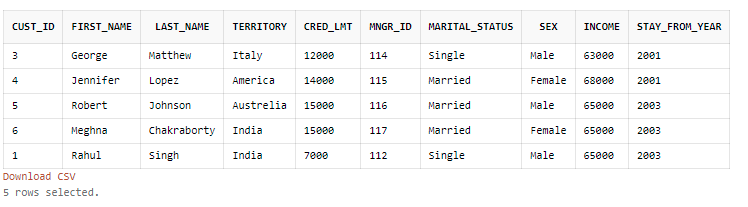 CUST_ID FIRST_NAME LAST_NAME TERRITORY CRED_LMT MNGR_ID MARITAL_STATUS SEX INCOME STAY_FROM_YEAR
3 George Matthew Italy 12000 114 Single Male 63000 2001
4 Jennifer Lopez America 14000 115 Married Female 68000 2001
5 Robert Johnson Austrelia 15000 116 Married Male 65000 2003
6 Meghna Chakraborty India 15000 117 Married Female 65000 2003
1 Rahul Singh India 7000 112 Single Male 65000 2003
Download CSV
5 rows selected.